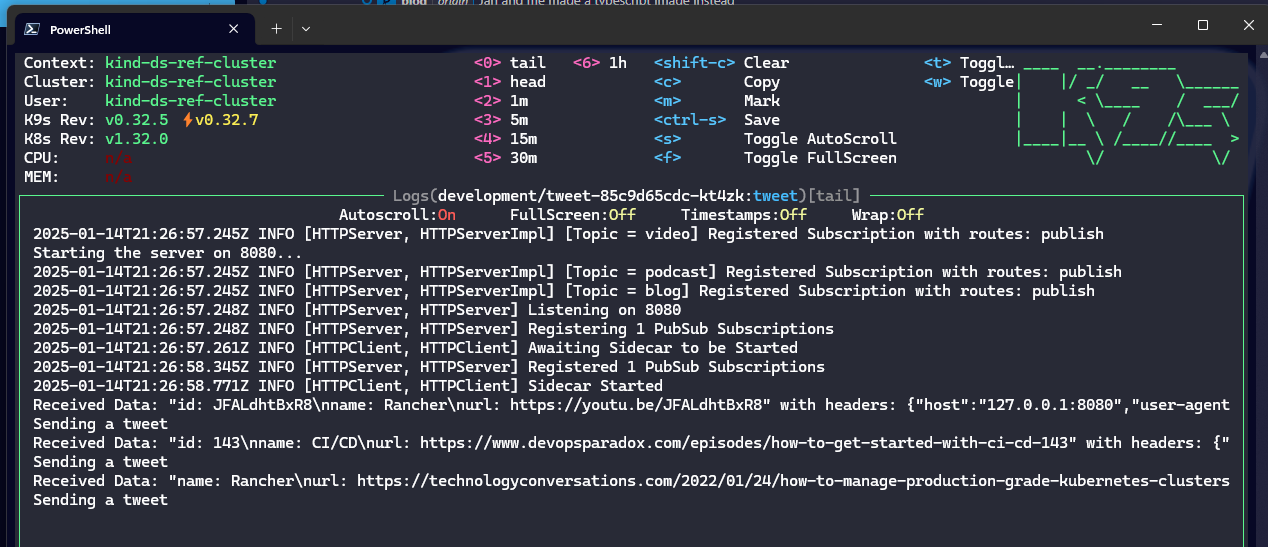 blog origin Jan and me made a typescript image instead
PowerShell
Context: kind-ds-ref-cluster <0> tail <6> 1h <shift-c> Clear <t> Toggl…
Cluster: kind-ds-ref-cluster <1> head <c> Copy <w> Toggle
User: kind-ds-ref-cluster <2> 1m <m> Mark
K9s Rev: v0.32.5 ⚡v0.32.7 <3> 5m <ctrl-s> Save
K8s Rev: v1.32.0 <4> 15m <s> Toggle AutoScroll
CPU: n/a <5> 30m <f> Toggle FullScreen
MEM: n/a
Logs(development/tweet-85c9d65cdc-kt4zk:tweet)[tail]
Autoscroll:On FullScreen:Off Timestamps:Off Wrap:Off
2025-01-14T21:26:57.245Z INFO [HTTPServer, HTTPServerImpl] [Topic = video] Registered Subscription with routes: publish
Starting the server on 8080...
2025-01-14T21:26:57.245Z INFO [HTTPServer, HTTPServerImpl] [Topic = podcast] Registered Subscription with routes: publish
2025-01-14T21:26:57.245Z INFO [HTTPServer, HTTPServerImpl] [Topic = blog] Registered Subscription with routes: publish
2025-01-14T21:26:57.248Z INFO [HTTPServer, HTTPServer] Listening on 8080
2025-01-14T21:26:57.248Z INFO [HTTPServer, HTTPServer] Registering 1 PubSub Subscriptions
2025-01-14T21:26:57.261Z INFO [HTTPClient, HTTPClient] Awaiting Sidecar to be Started
2025-01-14T21:26:58.345Z INFO [HTTPServer, HTTPServer] Registered 1 PubSub Subscriptions
2025-01-14T21:26:58.771Z INFO [HTTPClient, HTTPClient] Sidecar Started
Received Data: "id: JFALdhtBxR8\nname: Rancher\nurl: https://youtu.be/JFALdhtBxR8" with headers: {"host":"127.0.0.1:8080","user-agent
Sending a tweet
Received Data: "id: 143\nname: CI/CD\nurl: https://www.devopsparadox.com/episodes/how-to-get-started-with-ci-cd-143" with headers: {"
Sending a tweet
Received Data: "name: Rancher\nurl: https://technologyconversations.com/2022/01/24/how-to-manage-production-grade-kubernetes-clusters
Sending a tweet